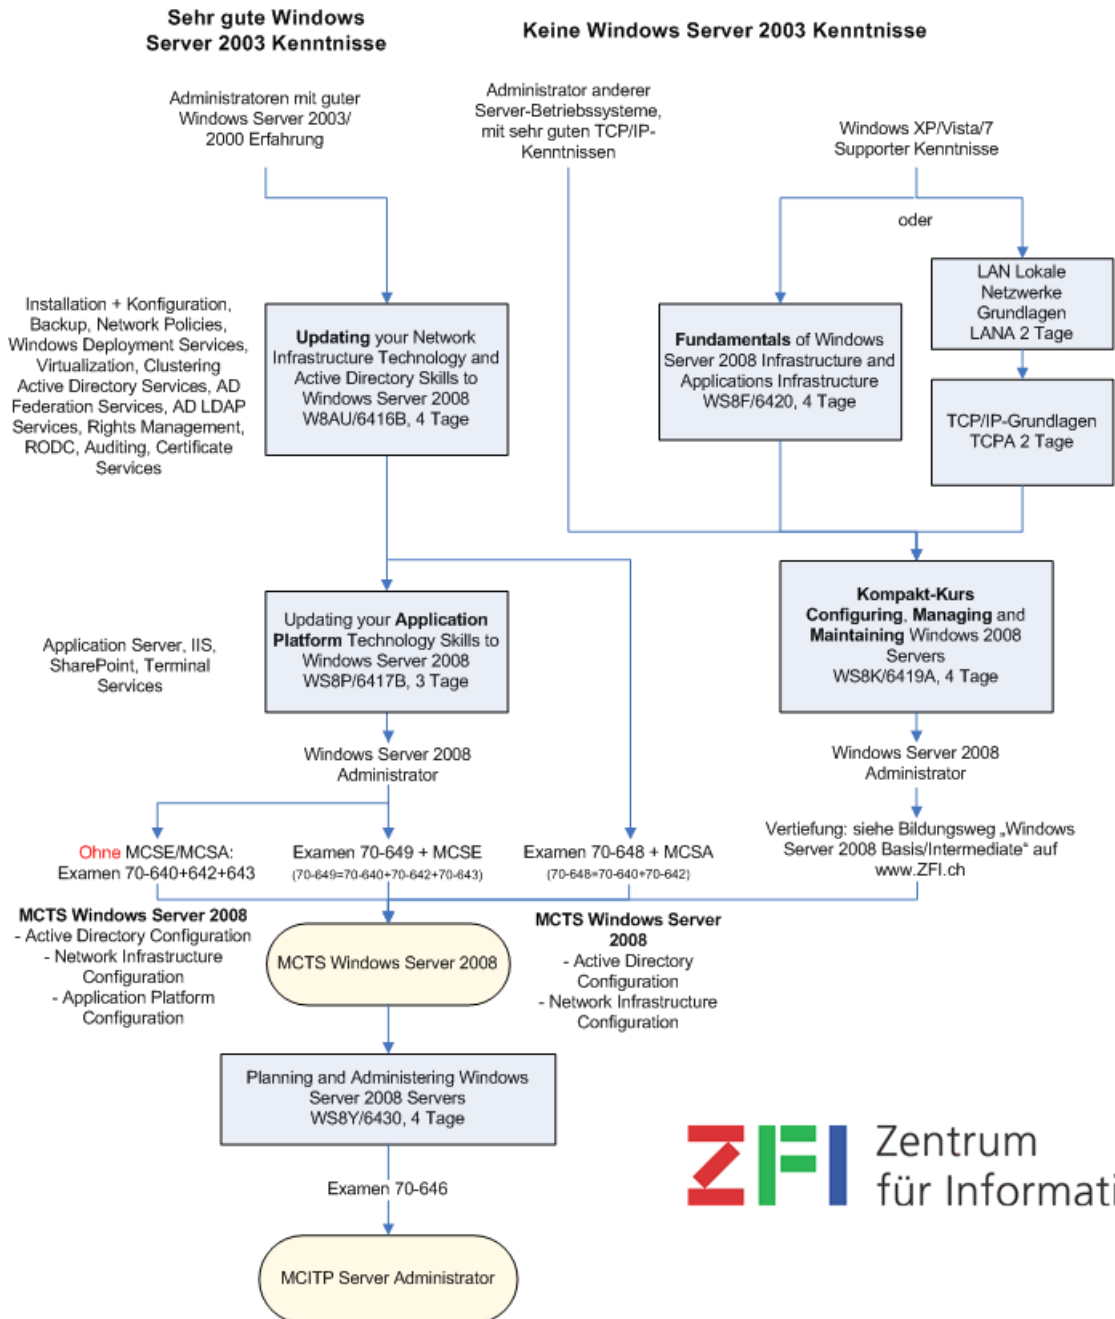 Sehr gute Windows
Server 2003 Kenntnisse
Keine Windows Server 2003 Kenntnisse
Administratoren mit guter
Windows Server 2003/
2000 Erfahrung
Administrator anderer
Server-Betriebssysteme,
mit sehr guten TCP/IP-
Kenntnissen
Windows XP/Vista/7
Supporter Kenntnisse
oder
Installation + Konfiguration,
Backup, Network Policies,
Windows Deployment Services,
Virtualization, Clustering
Active Directory Services, AD
Federation Services, AD LDAP
Services, Rights Management,
RODC, Auditing, Certificate
Services
Updating your Network
Infrastructure Technology and
Active Directory Skills to
Windows Server 2008
W8AU/6416B, 4 Tage
Fundamentals of Windows
Server 2008 Infrastructure and
Applications Infrastructure
WS8F/6420, 4 Tage
LAN Lokale
Netzwerke
Grundlagen
LANA 2 Tage
TCP/IP-Grundlagen
TCPA 2 Tage
Application Server, IIS,
SharePoint, Terminal
Services
Updating your Application
Platform Technology Skills to
Windows Server 2008
WS8P/6417B, 3 Tage
Kompakt-Kurs
Configuring, Managing and
Maintaining Windows 2008
Servers
WS8K/6419A, 4 Tage
Windows Server 2008
Administrator
Windows Server 2008
Administrator
Ohne MCSE/MCSA:
Examen 70-640+642+643
Examen 70-649 + MCSE
(70-649=70-640+70-642+70-643)
Examen 70-648 + MCSA
(70-648=70-640+70-642)
Vertiefung: siehe Bildungsweg „Windows
Server 2008 Basis/Intermediate“ auf
www.ZFI.ch
MCTS Windows Server 2008
- Active Directory Configuration
- Network Infrastructure
Configuration
- Application Platform
Configuration
MCTS Windows Server 2008
MCTS Windows Server
2008
- Active Directory
Configuration
- Network Infrastructure
Configuration
Planning and Administering Windows
Server 2008 Servers
WS8Y/6430, 4 Tage
Examen 70-646
MCITP Server Administrator
ZFI Zentrum
für Informati